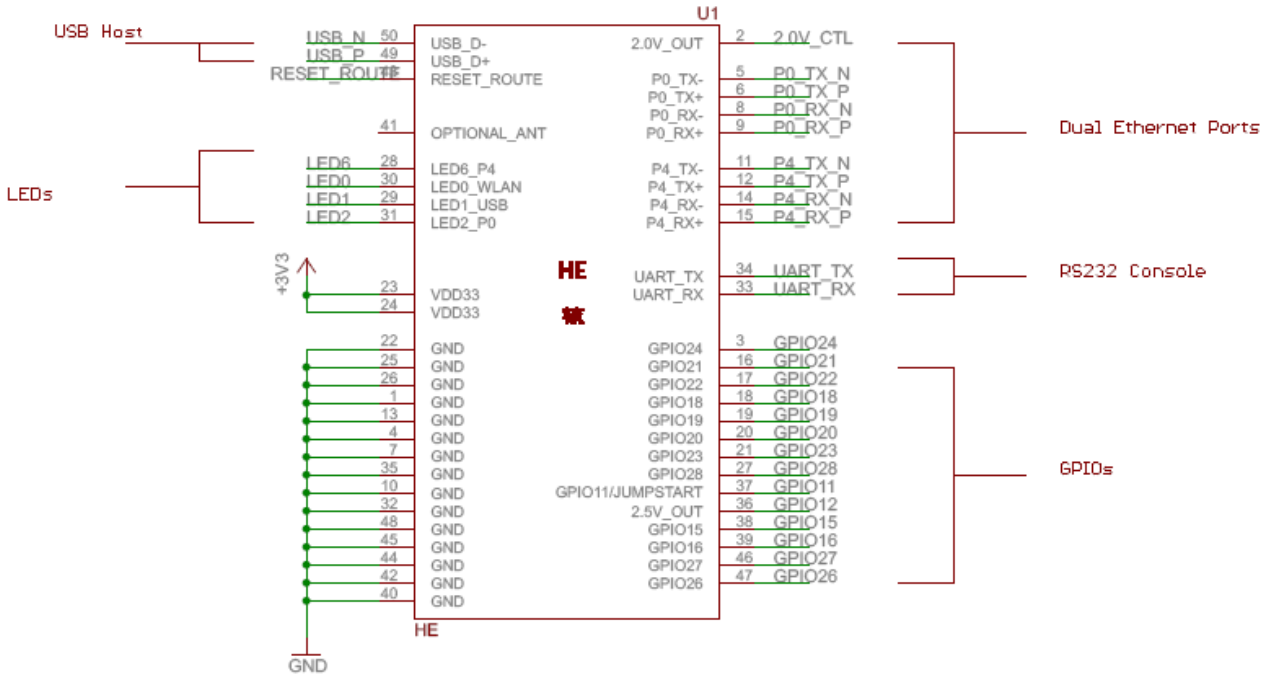 U1
USB Host
USB_N 50 USB_D- 2.0V_OUT 2 2.0V_CTL
USB_P 49 USB_D+
RESET_ROUTE RESET_ROUTE P0_TX- 5 P0_TX_N
P0_TX+ 6 P0_TX_P
P0_RX- 8 P0_RX_N
41 OPTIONAL_ANT P0_RX+ 9 P0_RX_P
Dual Ethernet Ports
LED6 28 LED6_P4 P4_TX- 11 P4_TX_N
LED0 30 LED0_WLAN P4_TX+ 12 P4_TX_P
LEDs
LED1 29 LED1_USB P4_RX- 14 P4_RX_N
LED2 31 LED2_P0 P4_RX+ 15 P4_RX_P
+3V3
HE
UART_TX 34 UART_TX
RS232 Console
23 VDD33 UART_RX 33 UART_RX
24 VDD33
22 GND GPIO24 3 GPIO24
25 GND GPIO21 16 GPIO21
26 GND GPIO22 17 GPIO22
1 GND GPIO18 18 GPIO18
13 GND GPIO19 19 GPIO19
4 GND GPIO20 20 GPIO20
7 GND GPIO23 21 GPIO23
35 GND GPIO28 27 GPIO28
GPIOs
10 GND GPIO11/JUMPSTART 37 GPIO11
32 GND 2.5V_OUT 36 GPIO12
48 GND GPIO15 38 GPIO15
45 GND GPIO16 39 GPIO16
44 GND GPIO27 46 GPIO27
42 GND GPIO26 47 GPIO26
40 GND
HE
GND